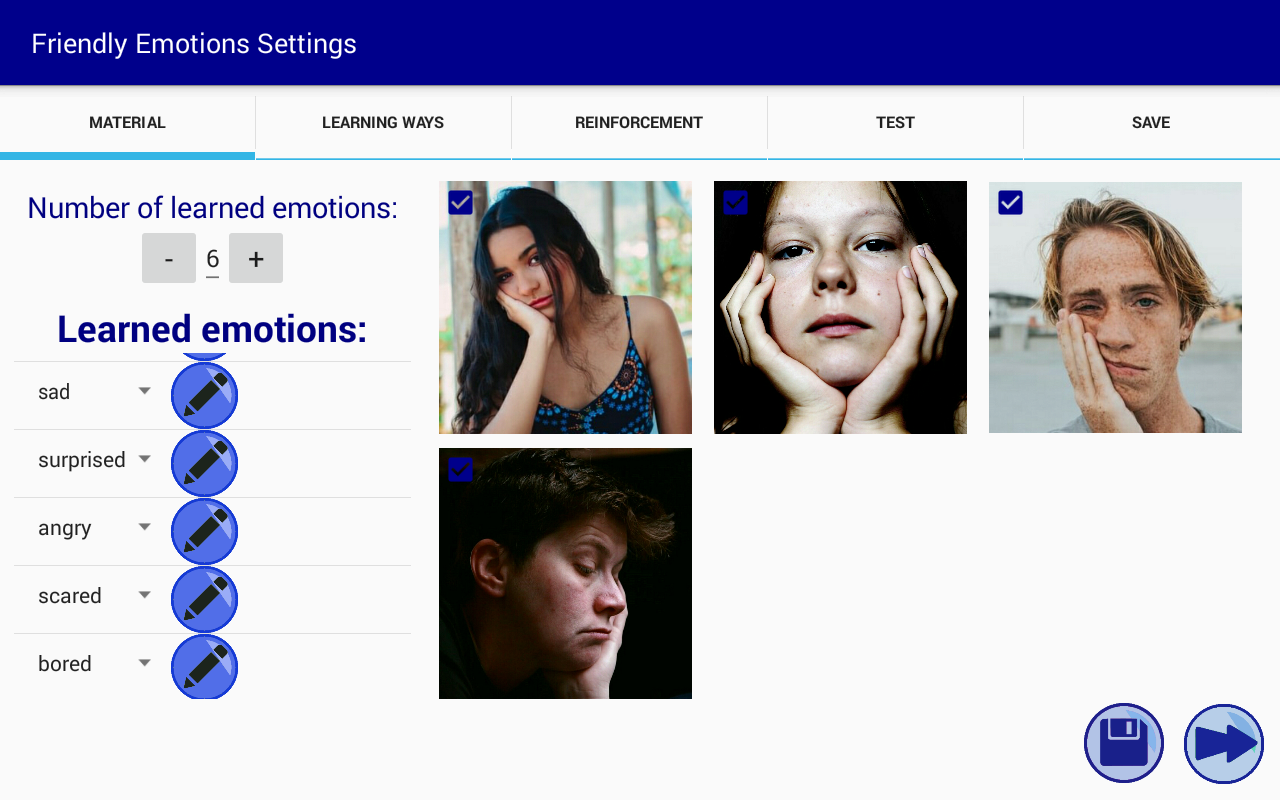 Friendly Emotions Settings
MATERIAL
LEARNING WAYS
REINFORCEMENT
TEST
SAVE
Number of learned emotions:
- 6 +
Learned emotions:
sad
surprised
angry
scared
bored